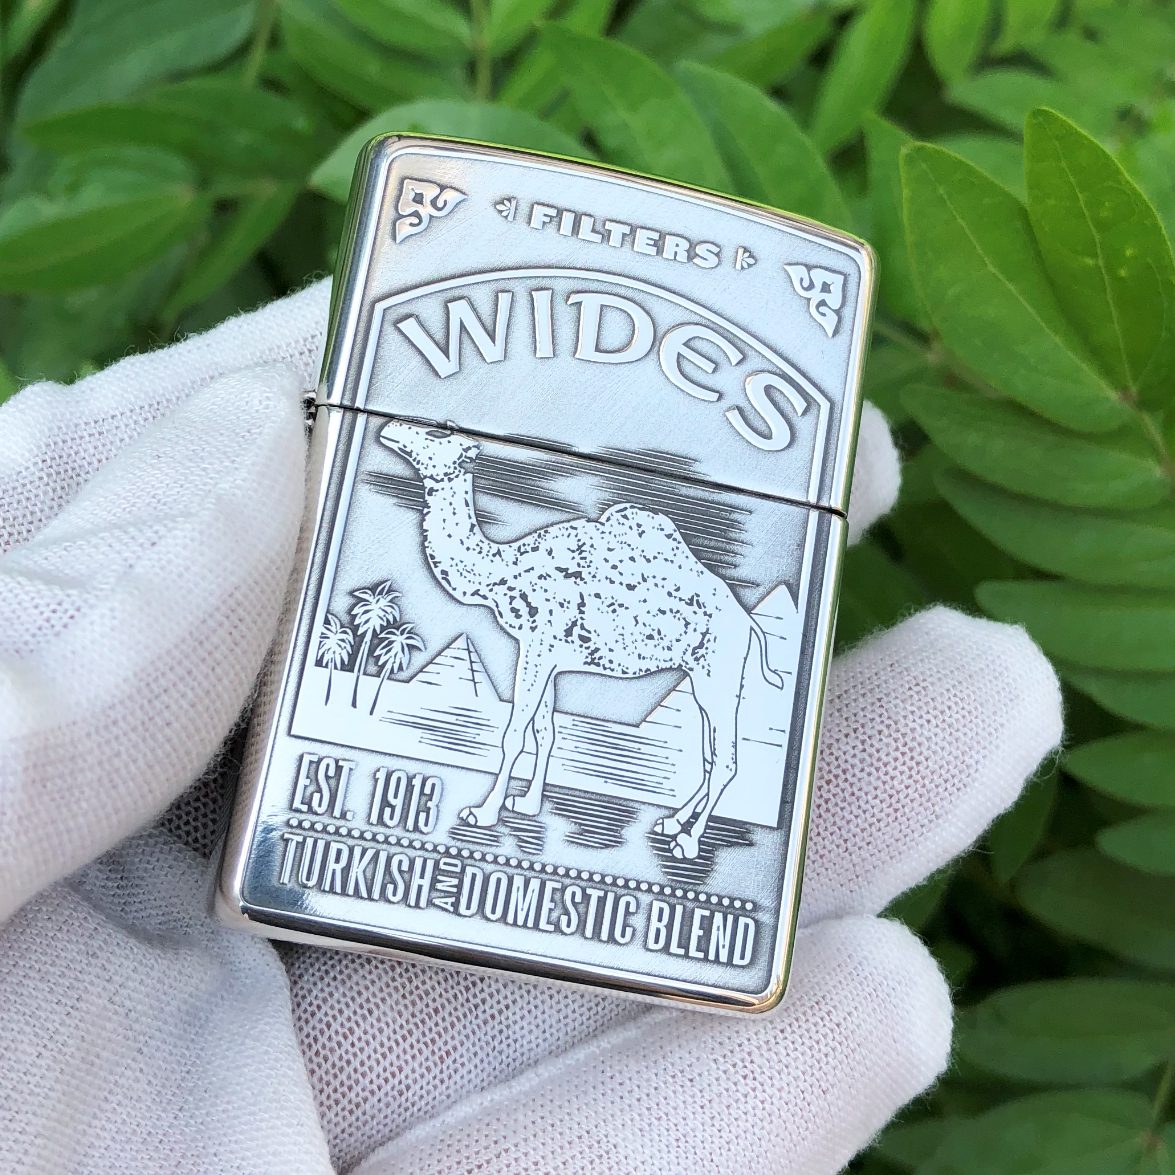 FILTERS
WIDES
EST. 1913
TURKISH AND DOMESTIC BLEND